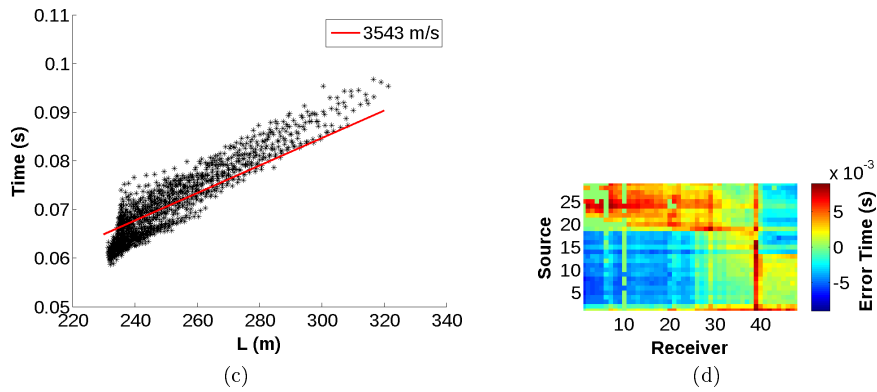 0.11
0.1
0.09
0.08
0.07
0.06
0.05
Time (s)
3543 m/s
220 240 260 280 300 320 340
L (m)
(c)
x 10^-3
25
20
15
10
5
Source
10 20 30 40
Receiver
5
0
-5
Error Time (s)
(d)